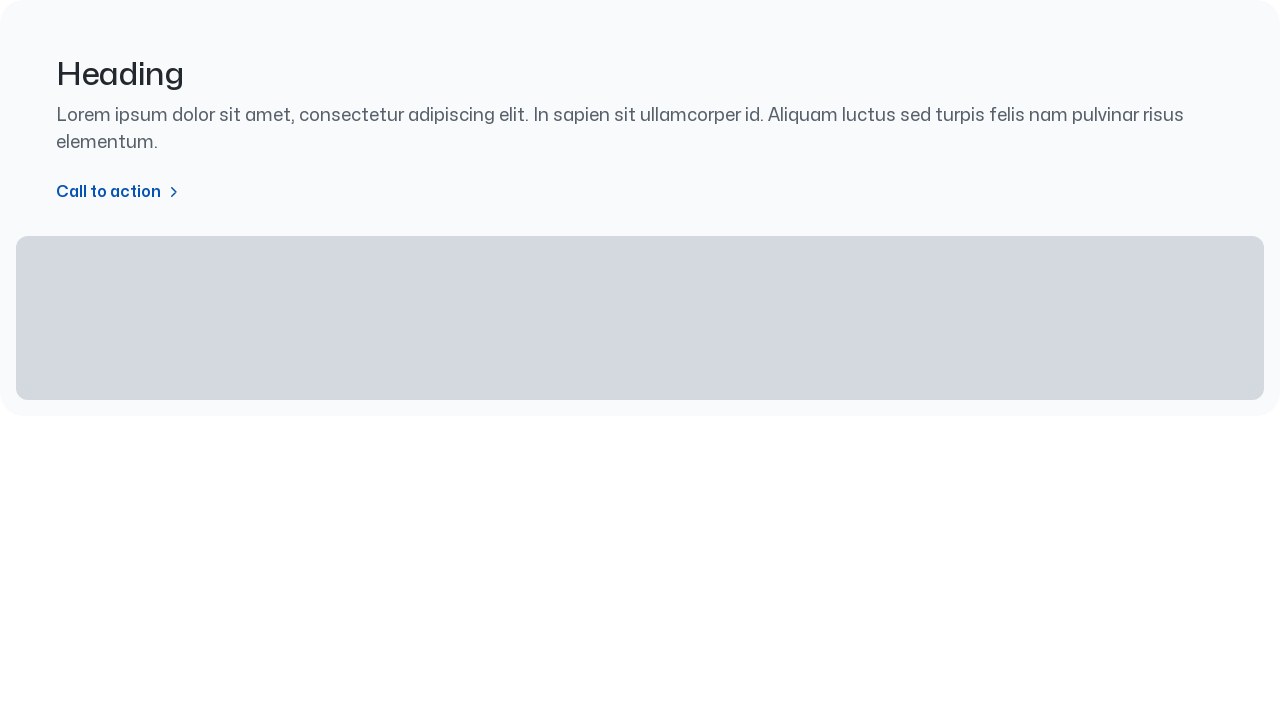 Heading
Lorem ipsum dolor sit amet, consectetur adipiscing elit. In sapien sit ullamcorper id. Aliquam luctus sed turpis felis nam pulvinar risus
elementum.
Call to action